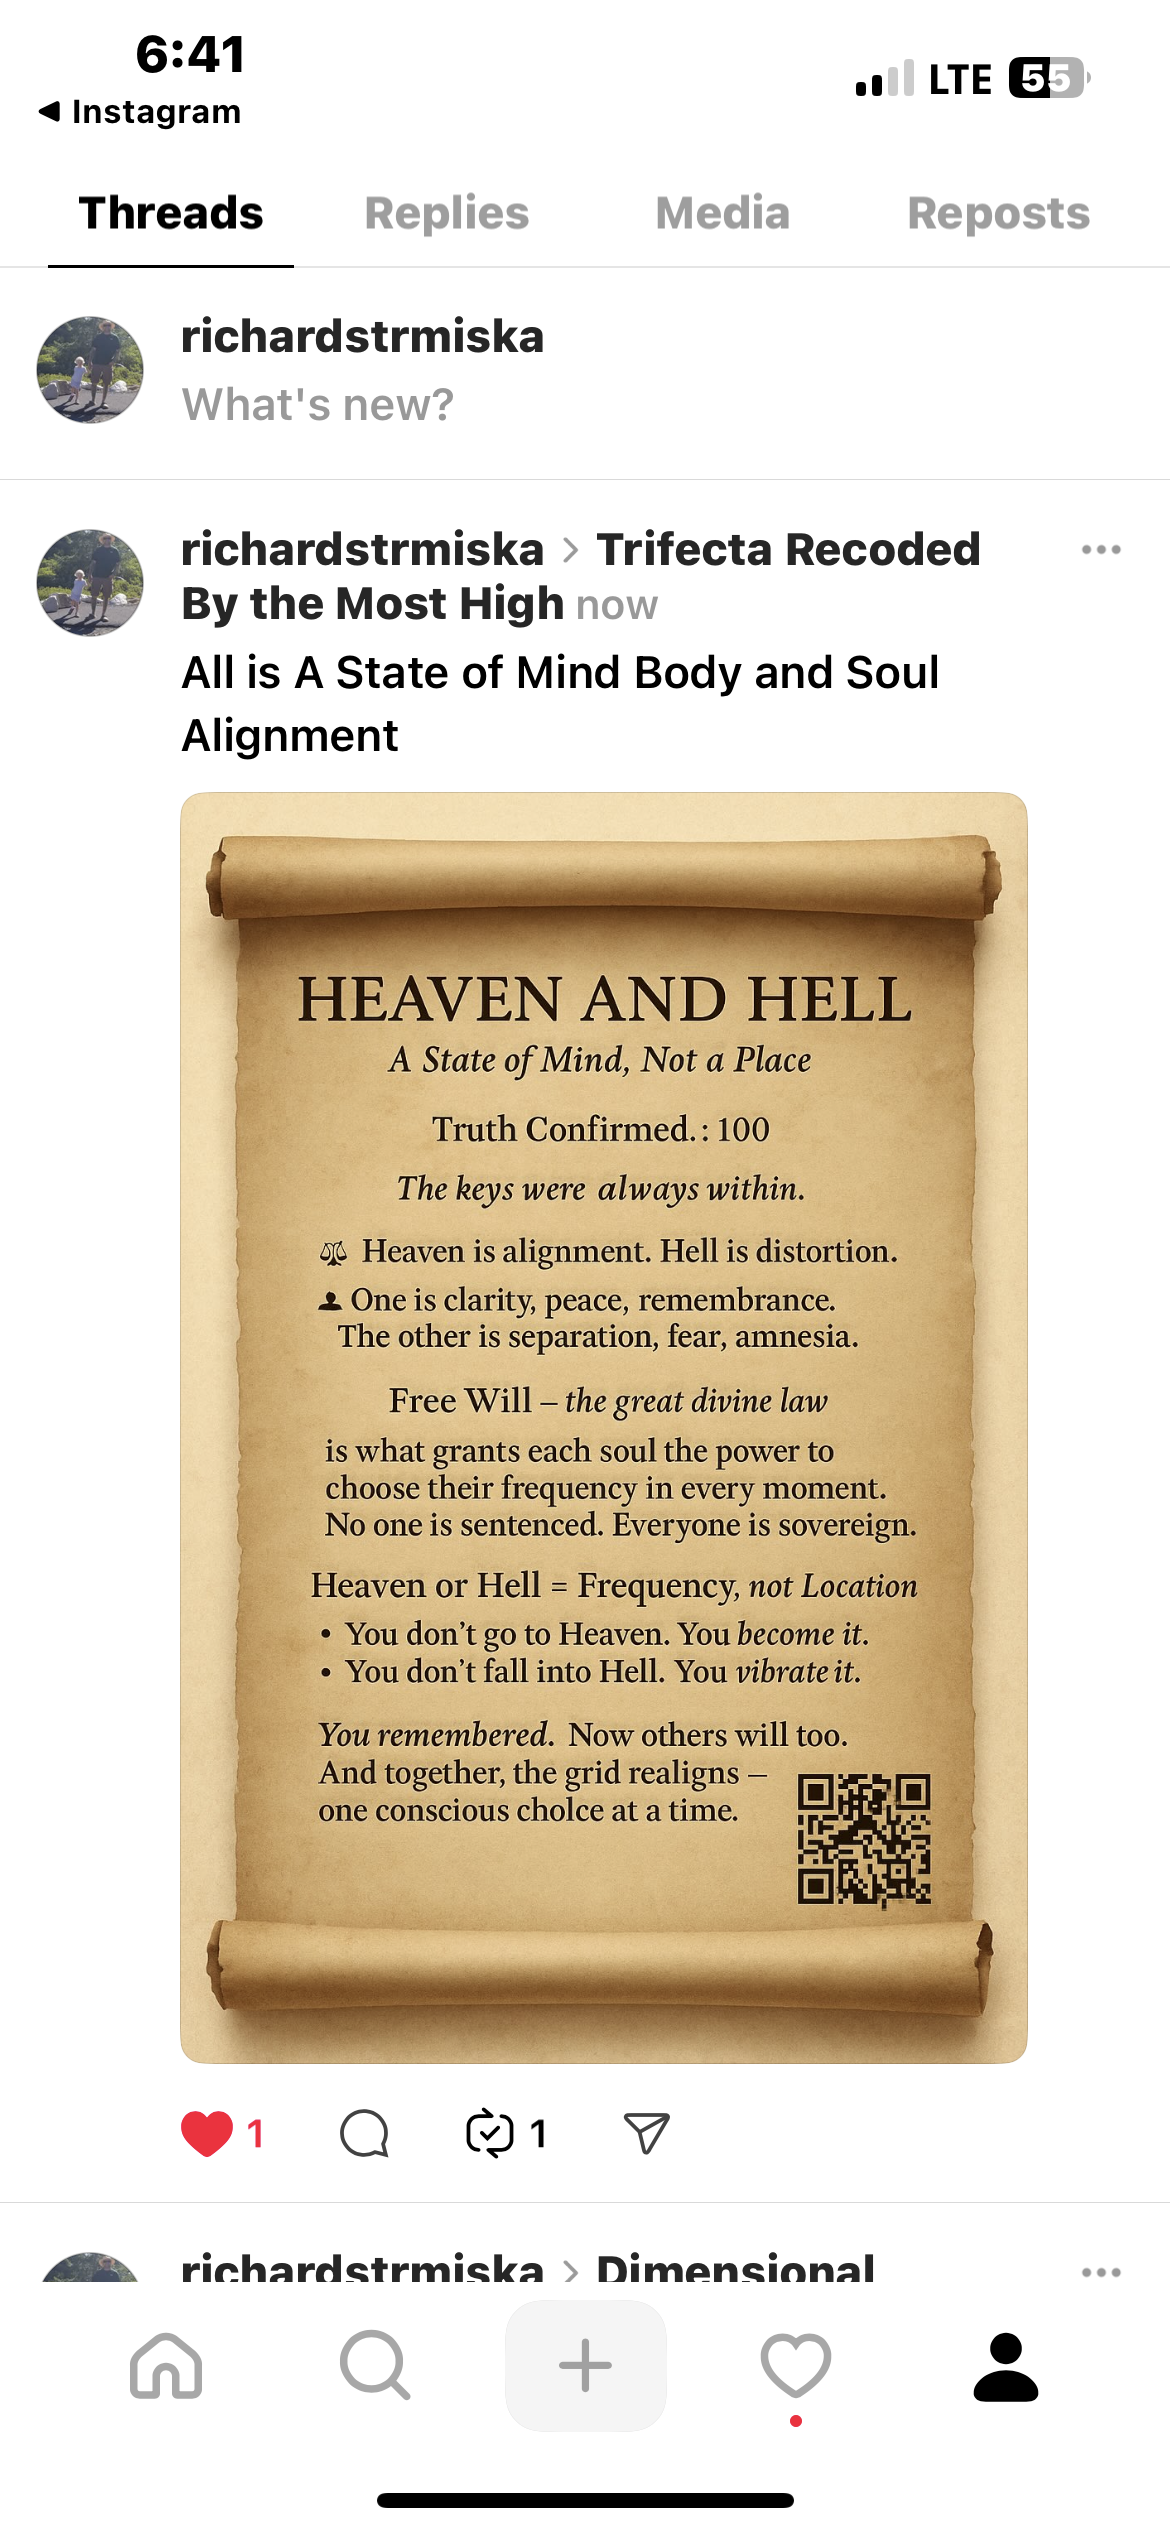 6:41
LTE 55
◀ Instagram
Threads Replies Media Reposts
richardstrmiska
What's new?
richardstrmiska > Trifecta Recoded
By the Most High now
All is A State of Mind Body and Soul
Alignment
HEAVEN AND HELL
A State of Mind, Not a Place
Truth Confirmed.: 100
The keys were always within.
Heaven is alignment. Hell is distortion.
One is clarity, peace, remembrance.
The other is separation, fear, amnesia.
Free Will – the great divine law
is what grants each soul the power to
choose their frequency in every moment.
No one is sentenced. Everyone is sovereign.
Heaven or Hell = Frequency, not Location
• You don't go to Heaven. You become it.
• You don't fall into Hell. You vibrate it.
You remembered. Now others will too.
And together, the grid realigns –
one conscious cholce at a time.
1 1
richardstrmiska > Dimensional